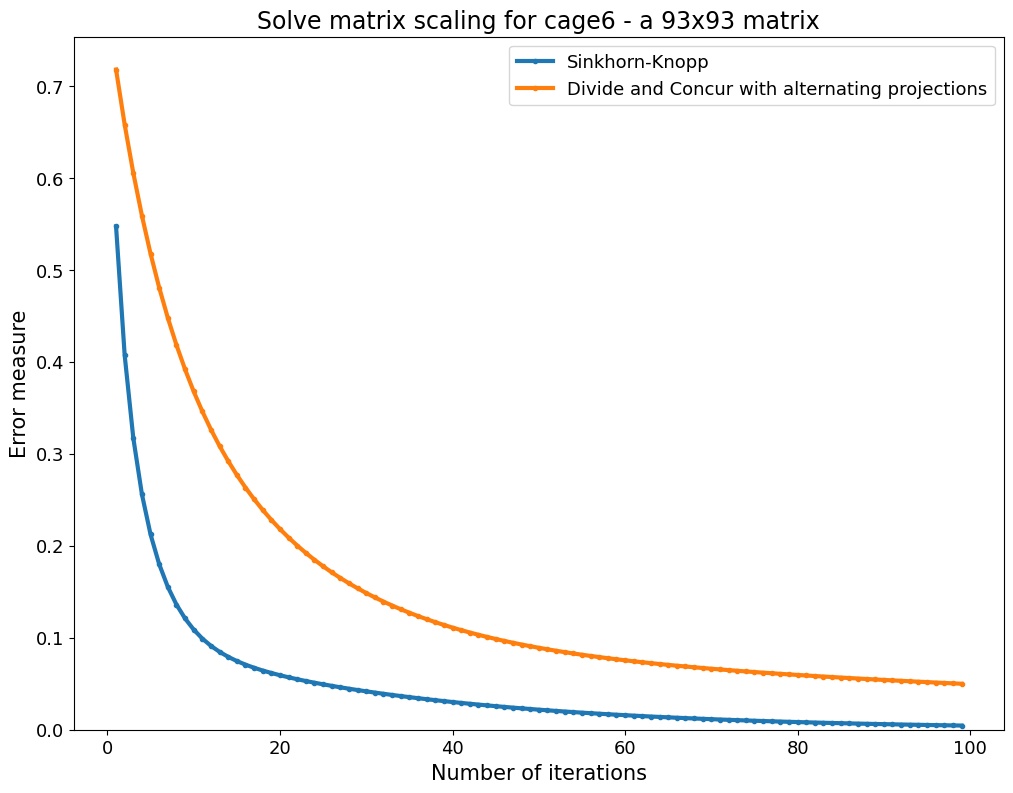 Solve matrix scaling for cage6 - a 93x93 matrix
Sinkhorn-Knopp
Divide and Concur with alternating projections
Error measure
0.7
0.6
0.5
0.4
0.3
0.2
0.1
0.0
0
20
40
60
80
100
Number of iterations